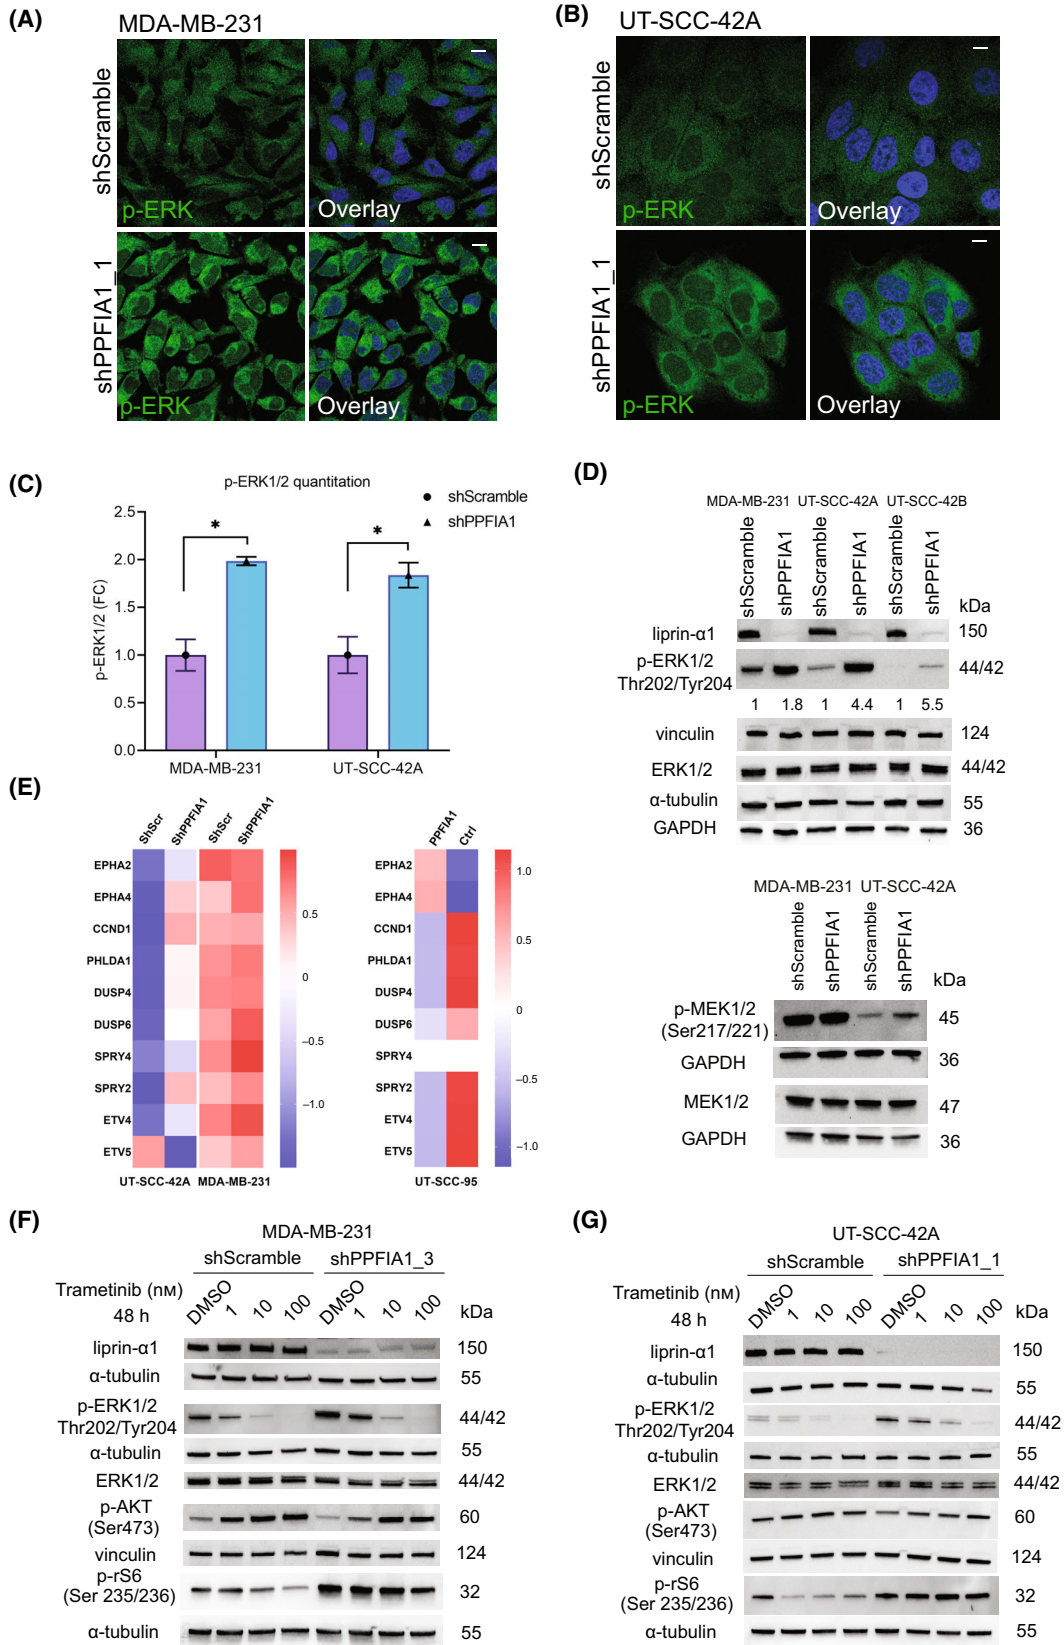 (A)
MDA-MB-231
shScramble
p-ERK
Overlay
shPPFIA1_1
p-ERK
Overlay
(B)
UT-SCC-42A
shScramble
p-ERK
Overlay
shPPFIA1_1
p-ERK
Overlay
(C)
p-ERK1/2 quantitation
shScramble
shPPFIA1
p-ERK1/2 (FC)
2.5
2.0
1.5
1.0
0.5
0.0
*
*
MDA-MB-231
UT-SCC-42A
(D)
MDA-MB-231 UT-SCC-42A UT-SCC-42B
shScramble shPPFIA1 shScramble shPPFIA1 shScramble shPPFIA1
kDa
liprin-α1 150
p-ERK1/2
Thr202/Tyr204 44/42
1 1.8 1 4.4 1 5.5
vinculin 124
ERK1/2 44/42
α-tubulin 55
GAPDH 36
MDA-MB-231 UT-SCC-42A
shScramble shPPFIA1 shScramble shPPFIA1
kDa
p-MEK1/2
(Ser217/221) 45
GAPDH 36
MEK1/2 47
GAPDH 36
(E)
ShScr ShPPFIA1 ShScr ShPPFIA1
EPHA2
EPHA4
CCND1
PHLDA1
DUSP4
DUSP6
SPRY4
SPRY2
ETV4
ETV5
UT-SCC-42A MDA-MB-231
0.5
0
−0.5
−1.0
PPFIA1 Ctrl
EPHA2
EPHA4
CCND1
PHLDA1
DUSP4
DUSP6
SPRY4
SPRY2
ETV4
ETV5
UT-SCC-95
1.0
0.5
0
−0.5
−1.0
(F)
MDA-MB-231
shScramble shPPFIA1_3
Trametinib (nM)
48 h
DMSO 1 10 100 DMSO 1 10 100
kDa
liprin-α1 150
α-tubulin 55
p-ERK1/2
Thr202/Tyr204 44/42
α-tubulin 55
ERK1/2 44/42
p-AKT
(Ser473) 60
vinculin 124
p-rS6
(Ser 235/236) 32
α-tubulin 55
(G)
UT-SCC-42A
shScramble shPPFIA1_1
Trametinib (nM)
48 h
DMSO 1 10 100 DMSO 1 10 100
kDa
liprin-α1 150
α-tubulin 55
p-ERK1/2
Thr202/Tyr204 44/42
α-tubulin 55
ERK1/2 44/42
p-AKT
(Ser473) 60
vinculin 124
p-rS6
(Ser 235/236) 32
α-tubulin 55